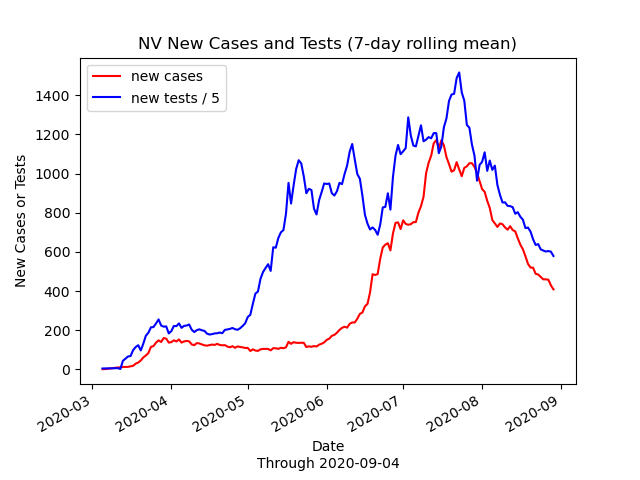 NV New Cases and Tests (7-day rolling mean)
new cases
new tests / 5
1400
1200
1000
800
600
400
200
0
New Cases or Tests
2020-03
2020-04
2020-05
2020-06
2020-07
2020-08
2020-09
Date
Through 2020-09-04